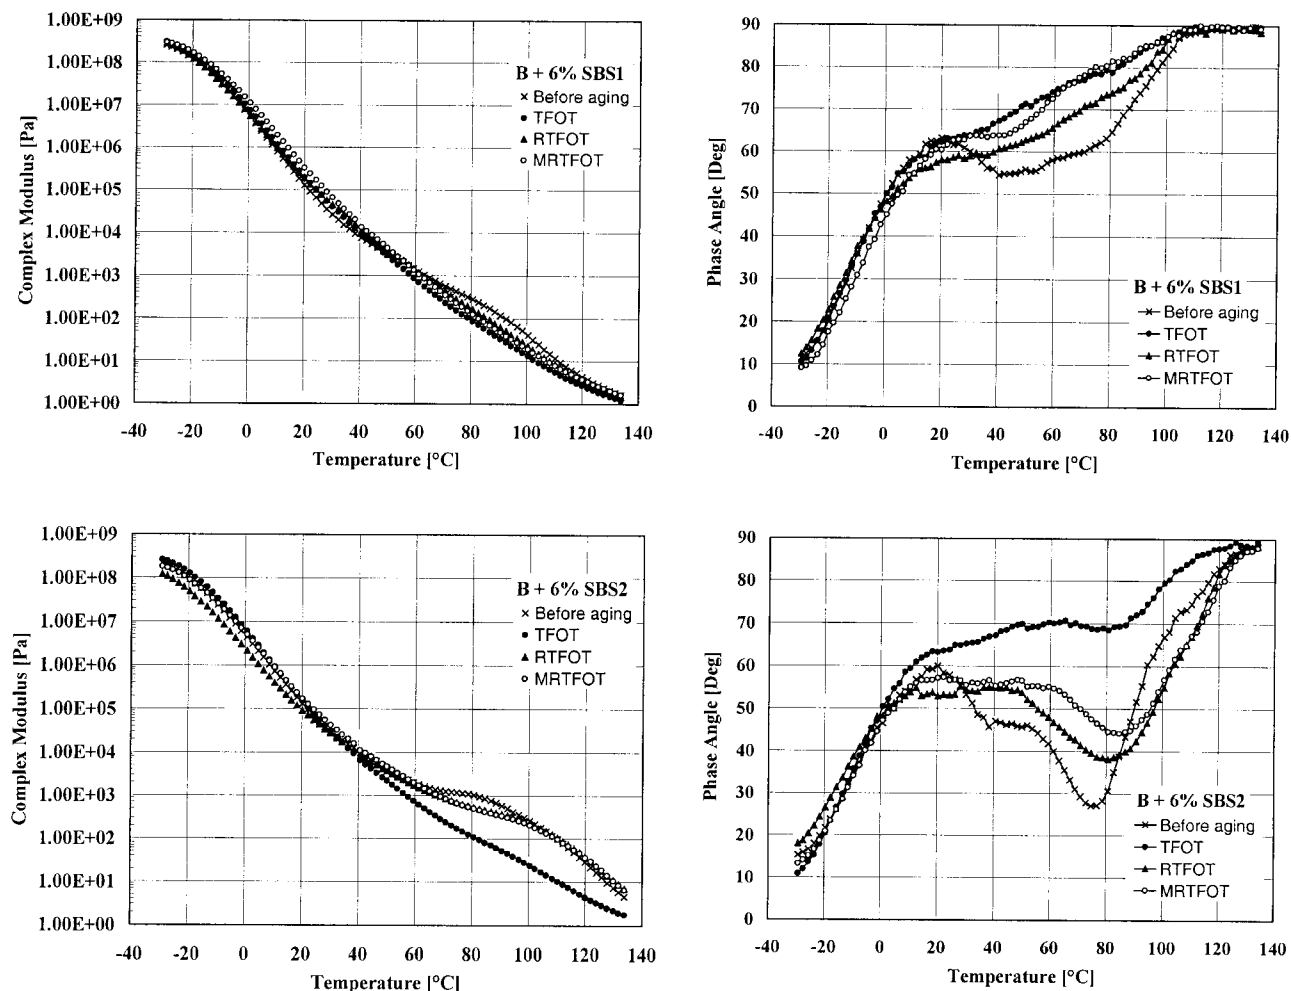 1.00E+09
1.00E+08
1.00E+07
1.00E+06
1.00E+05
1.00E+04
1.00E+03
1.00E+02
1.00E+01
1.00E+00
Complex Modulus [Pa]
B + 6% SBS1
Before aging
TFOT
RTFOT
MRTFOT
-40 -20 0 20 40 60 80 100 120 140
Temperature [°C]
90
80
70
60
50
40
30
20
10
0
Phase Angle [Deg]
B + 6% SBS1
Before aging
TFOT
RTFOT
MRTFOT
-40 -20 0 20 40 60 80 100 120 140
Temperature [°C]
1.00E+09
1.00E+08
1.00E+07
1.00E+06
1.00E+05
1.00E+04
1.00E+03
1.00E+02
1.00E+01
1.00E+00
Complex Modulus [Pa]
B + 6% SBS2
Before aging
TFOT
RTFOT
MRTFOT
-40 -20 0 20 40 60 80 100 120 140
Temperature [°C]
90
80
70
60
50
40
30
20
10
0
Phase Angle [Deg]
B + 6% SBS2
Before aging
TFOT
RTFOT
MRTFOT
-40 -20 0 20 40 60 80 100 120 140
Temperature [°C]